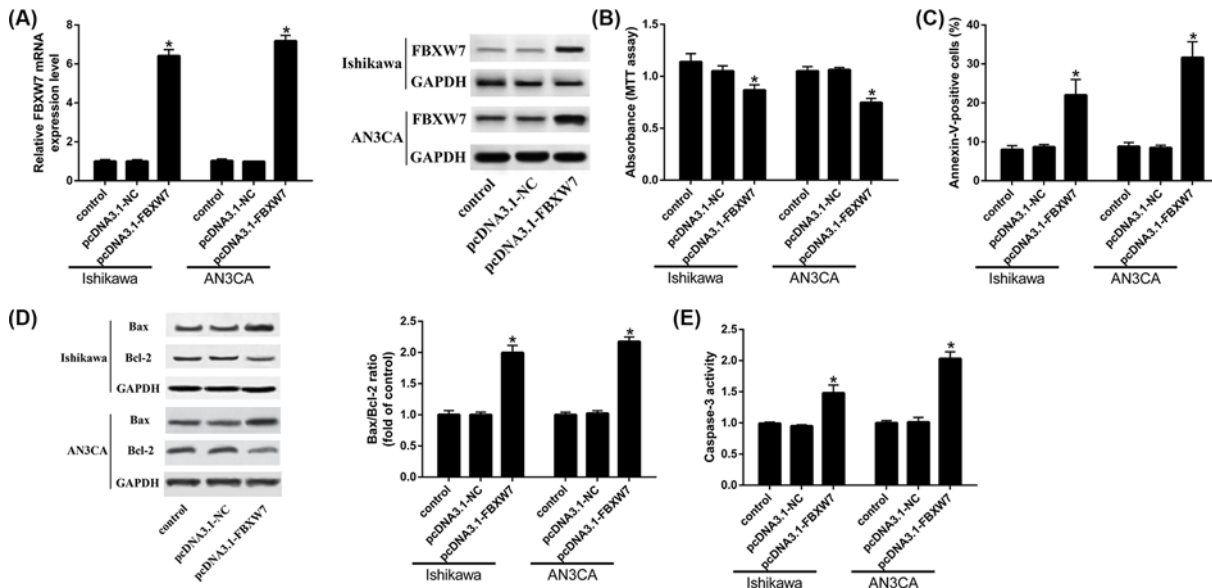 (A)
Relative FBXW7 mRNA
expression level
8
6
4
2
0
control
pcDNA3.1-NC
pcDNA3.1-FBXW7
control
pcDNA3.1-NC
pcDNA3.1-FBXW7
Ishikawa
AN3CA
Ishikawa
FBXW7
GAPDH
AN3CA
FBXW7
GAPDH
control
pcDNA3.1-NC
pcDNA3.1-FBXW7
(B)
Absorbance (MTT assay)
1.5
1.0
0.5
0.0
control
pcDNA3.1-NC
pcDNA3.1-FBXW7
control
pcDNA3.1-NC
pcDNA3.1-FBXW7
Ishikawa
AN3CA
(C)
Annexin-V-positive cells (%)
40
30
20
10
0
control
pcDNA3.1-NC
pcDNA3.1-FBXW7
control
pcDNA3.1-NC
pcDNA3.1-FBXW7
Ishikawa
AN3CA
(D)
Ishikawa
Bax
Bcl-2
GAPDH
AN3CA
Bax
Bcl-2
GAPDH
control
pcDNA3.1-NC
pcDNA3.1-FBXW7
Bax/Bcl-2 ratio
(fold of control)
2.5
2.0
1.5
1.0
0.5
0.0
control
pcDNA3.1-NC
pcDNA3.1-FBXW7
control
pcDNA3.1-NC
pcDNA3.1-FBXW7
Ishikawa
AN3CA
(E)
Caspase-3 activity
2.5
2.0
1.5
1.0
0.5
0.0
control
pcDNA3.1-NC
pcDNA3.1-FBXW7
control
pcDNA3.1-NC
pcDNA3.1-FBXW7
Ishikawa
AN3CA